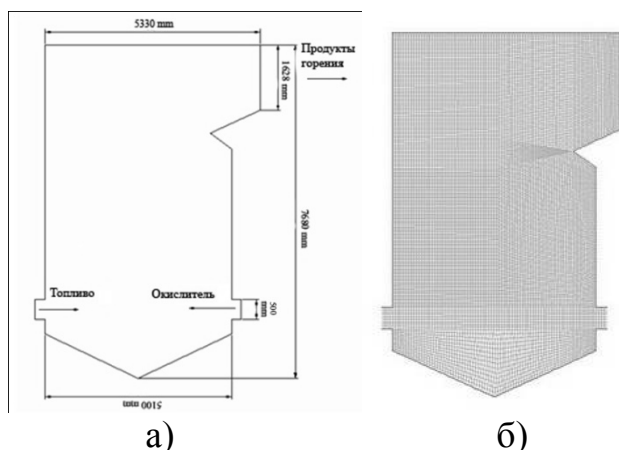 5330 mm
Продукты
горения
1628 mm
7680 mm
Топливо
Окислитель
500
mm
5100 mm
а)
б)